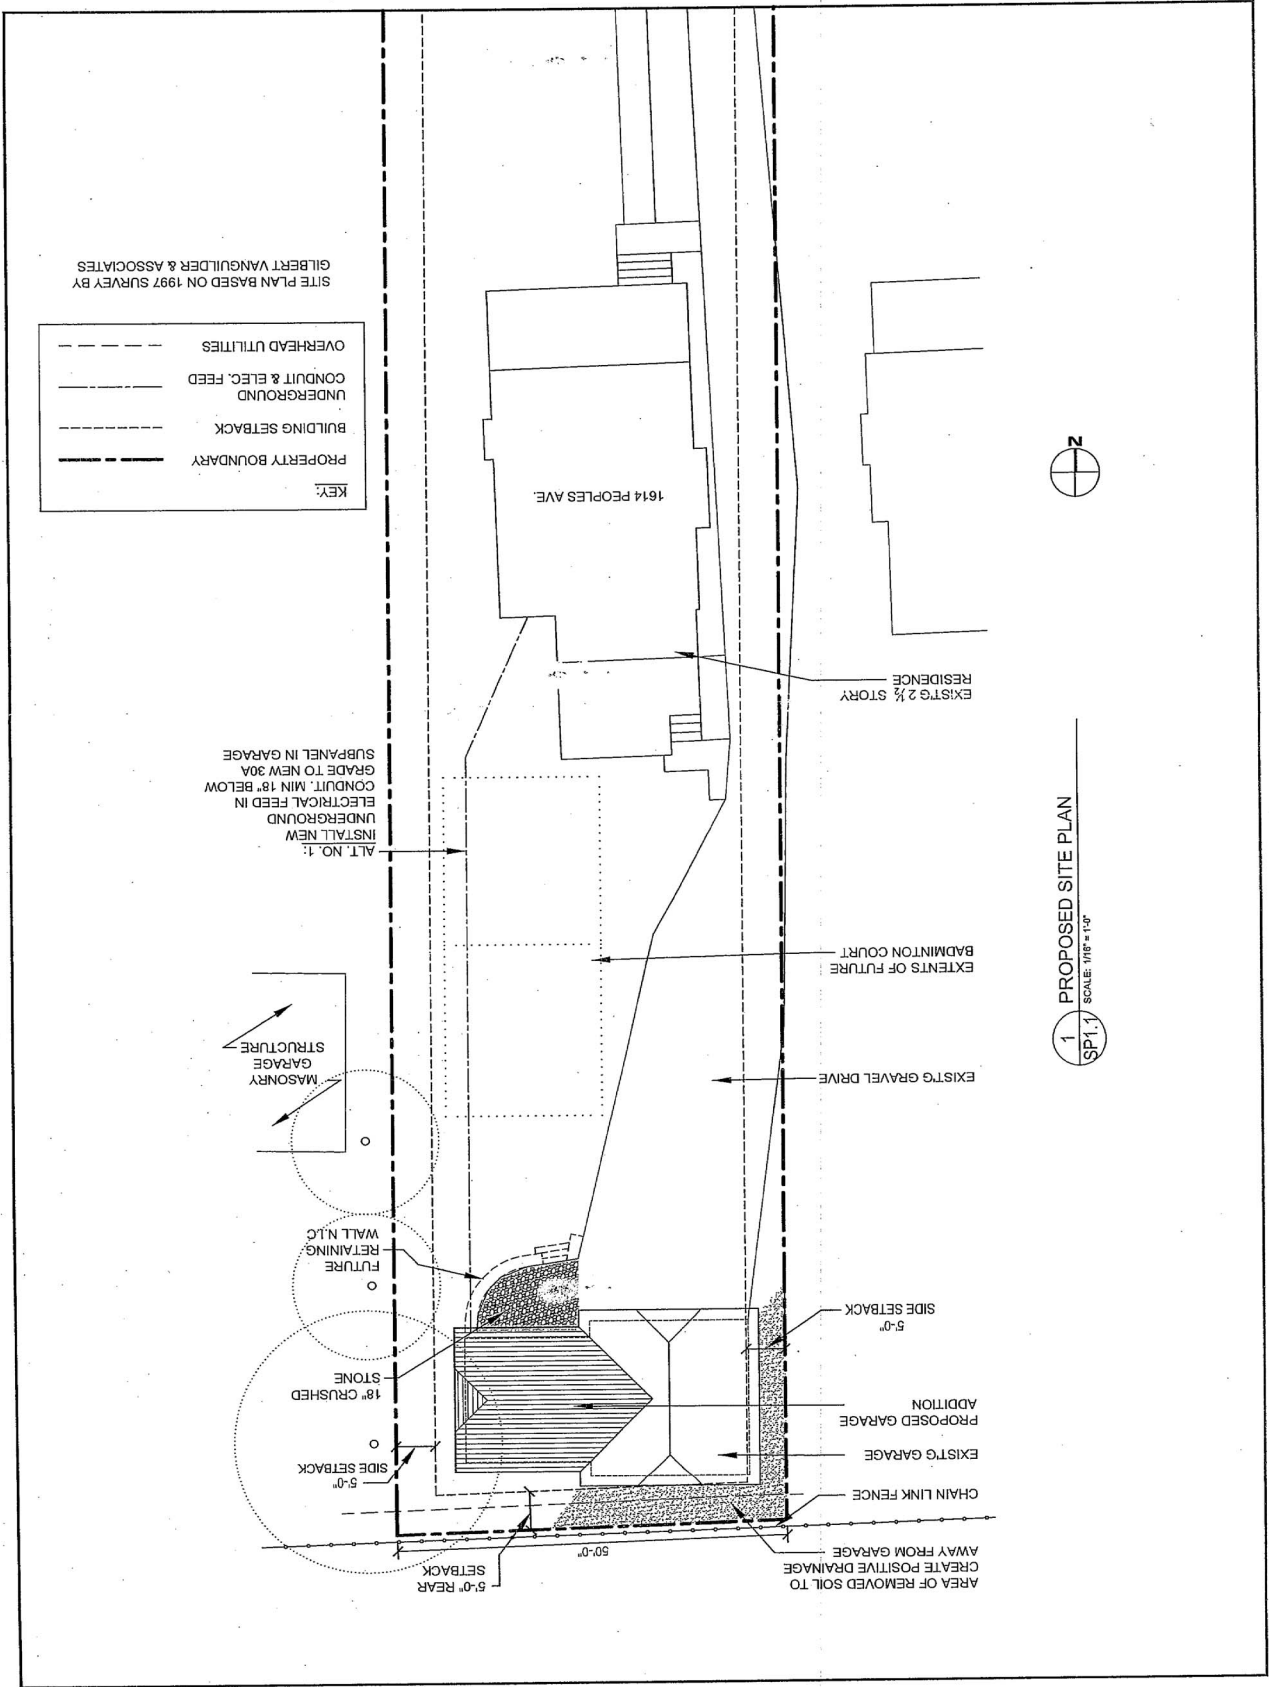 AREA OF REMOVED SOIL TO
CREATE POSITIVE DRAINAGE
AWAY FROM GARAGE
CHAIN LINK FENCE
EXIST'G GARAGE
PROPOSED GARAGE
ADDITION
5'-0"
SIDE SETBACK
5'-0" REAR
SETBACK
50'-0"
5'-0"
SIDE SETBACK
18" CRUSHED
STONE
FUTURE
RETAINING
WALL N.I.C
MASONRY
GARAGE
STRUCTURE
EXIST'G GRAVEL DRIVE
EXTENTS OF FUTURE
BADMINTON COURT
ALT. NO. 1:
INSTALL NEW
UNDERGROUND
ELECTRICAL FEED IN
CONDUIT. MIN 18" BELOW
GRADE TO NEW 30A
SUBPANEL IN GARAGE
EXIST'G 2 ½ STORY
RESIDENCE
1614 PEOPLES AVE.
N
KEY:
PROPERTY BOUNDARY
BUILDING SETBACK
UNDERGROUND
CONDUIT & ELEC. FEED
OVERHEAD UTILITIES
SITE PLAN BASED ON 1997 SURVEY BY
GILBERT VANGUILDER & ASSOCIATES
1
SP1.1
PROPOSED SITE PLAN
SCALE: 1/16" = 1'-0"